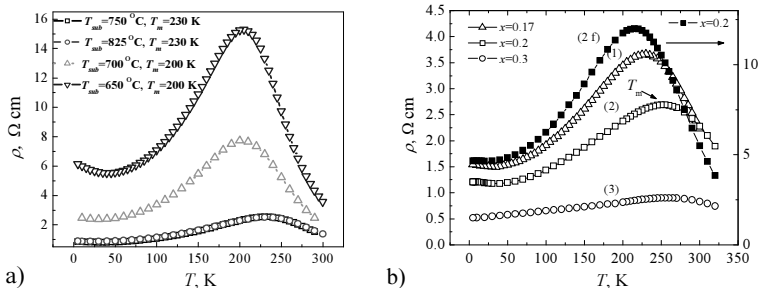 T_sub=750 °C, T_m=230 K
T_sub=825 °C, T_m=230 K
T_sub=700 °C, T_m=200 K
T_sub=650 °C, T_m=200 K
16
14
12
10
8
6
4
2
ρ, Ω cm
0 50 100 150 200 250 300
T, K
a)
x=0.17
x=0.2
x=0.3
x=0.2
(2 f)
(1)
T_m
(2)
(3)
4.5
4.0
3.5
3.0
2.5
2.0
1.5
1.0
0.5
0.0
ρ, Ω cm
10
5
0
0 50 100 150 200 250 300
T, K
b)